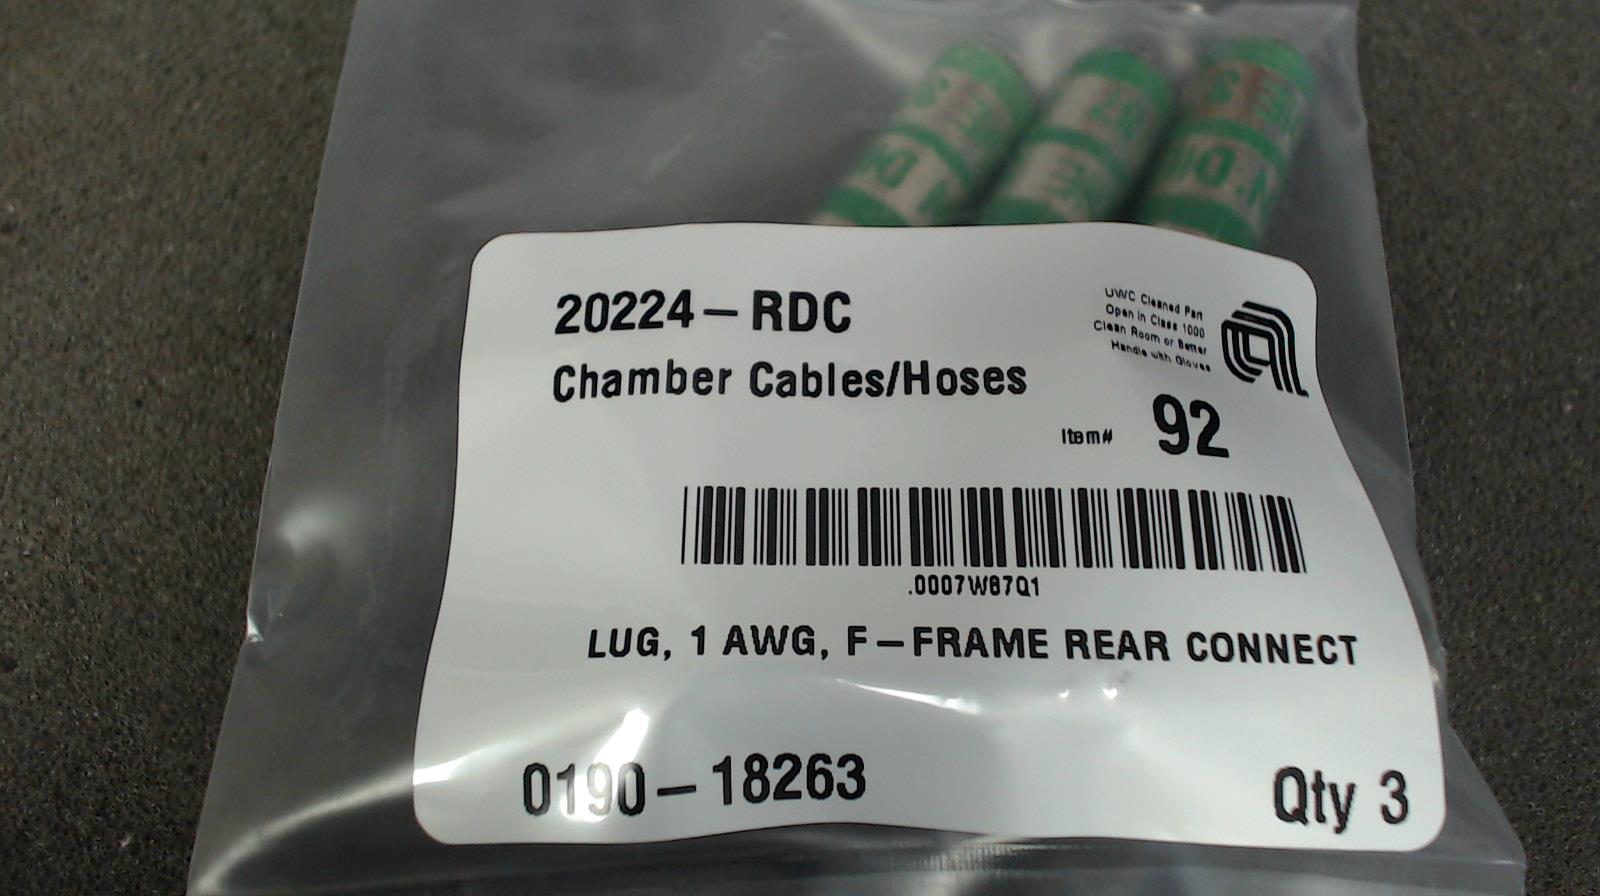 20224-RDC
Chamber Cables/Hoses
UWC Cleaned Part
Open in Class 1000
Clean Room or Better
Handle with Gloves
Item# 92
.0007W87Q1
LUG, 1 AWG, F-FRAME REAR CONNECT
0190-18263
Qty 3